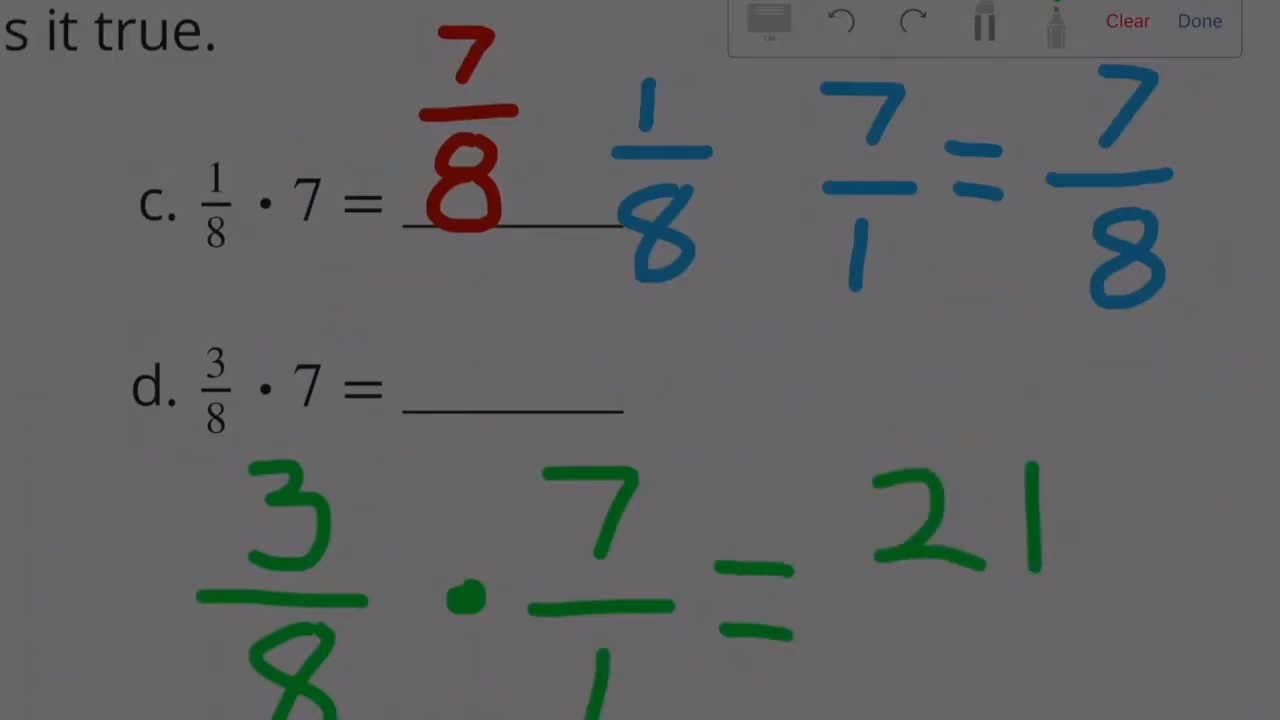 s it true.
Clear Done
c. 1/8 • 7 = 7/8
1/8 7/1 = 7/8
d. 3/8 • 7 = ______
3/8 • 7/1 = 21